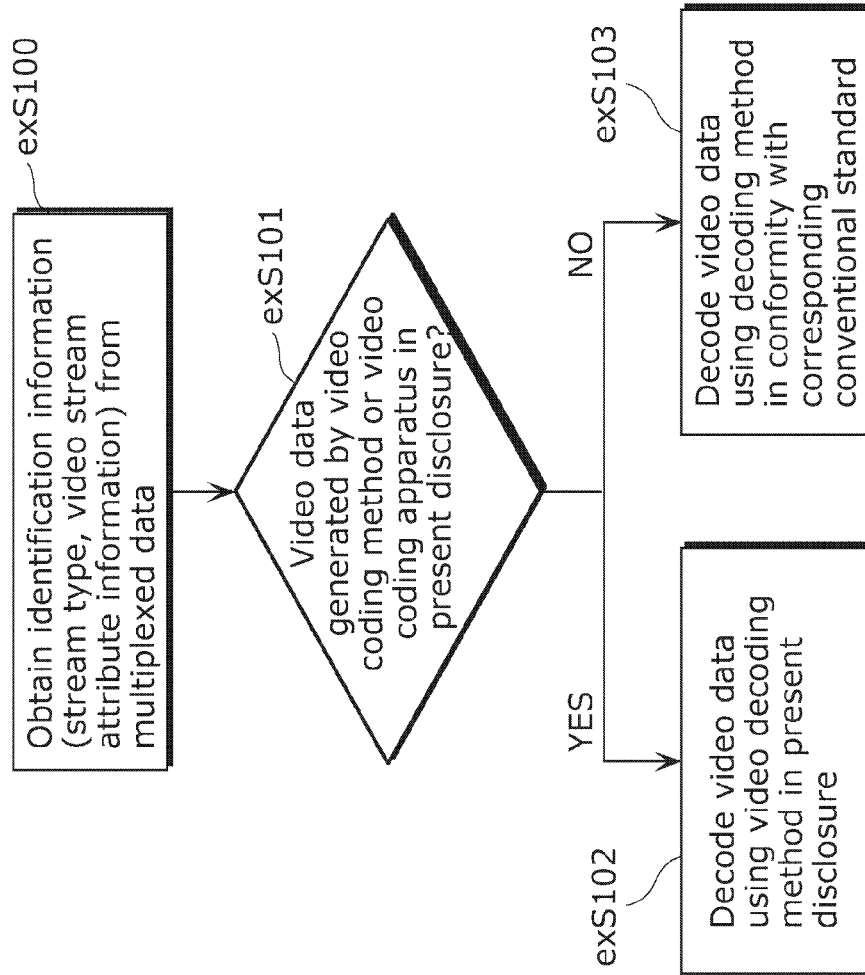 exS100
Obtain identification information
(stream type, video stream
attribute information) from
multiplexed data
exS101
Video data
generated by video
coding method or video
coding apparatus in
present disclosure?
YES
NO
exS102
Decode video data
using video decoding
method in present
disclosure
exS103
Decode video data
using decoding method
in conformity with
corresponding
conventional standard